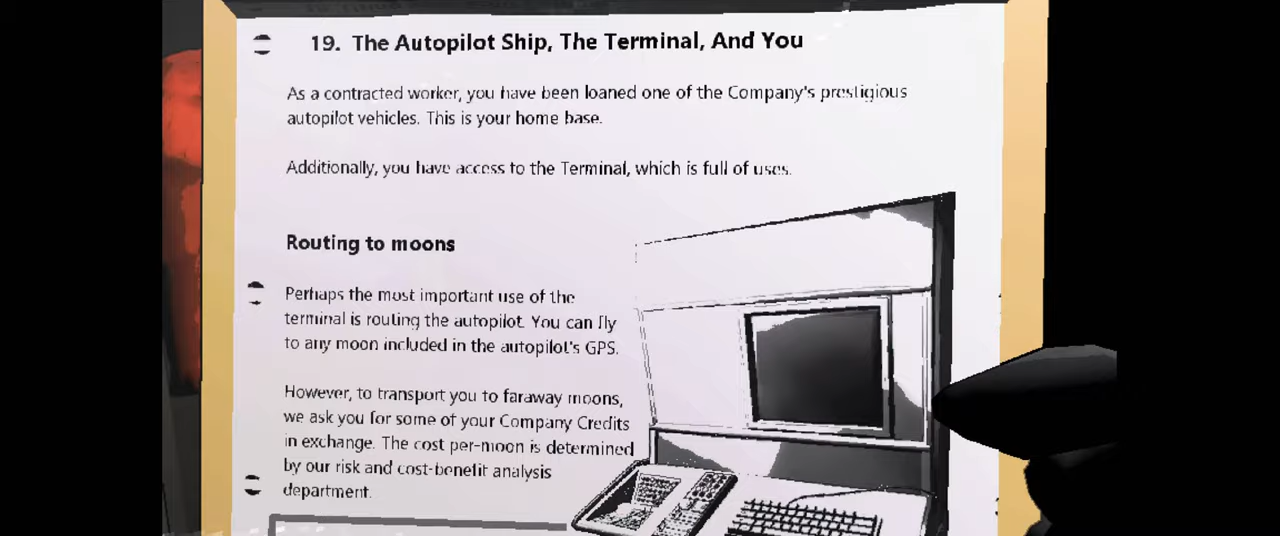 19. The Autopilot Ship, The Terminal, And You
As a contracted worker, you have been loaned one of the Company's prestigious
autopilot vehicles. This is your home base.
Additionally, you have access to the Terminal, which is full of uses.
Routing to moons
Perhaps the most important use of the
terminal is routing the autopilot. You can fly
to any moon included in the autopilot's GPS.
However, to transport you to faraway moons,
we ask you for some of your Company Credits
in exchange. The cost per-moon is determined
by our risk and cost-benefit analysis
department.